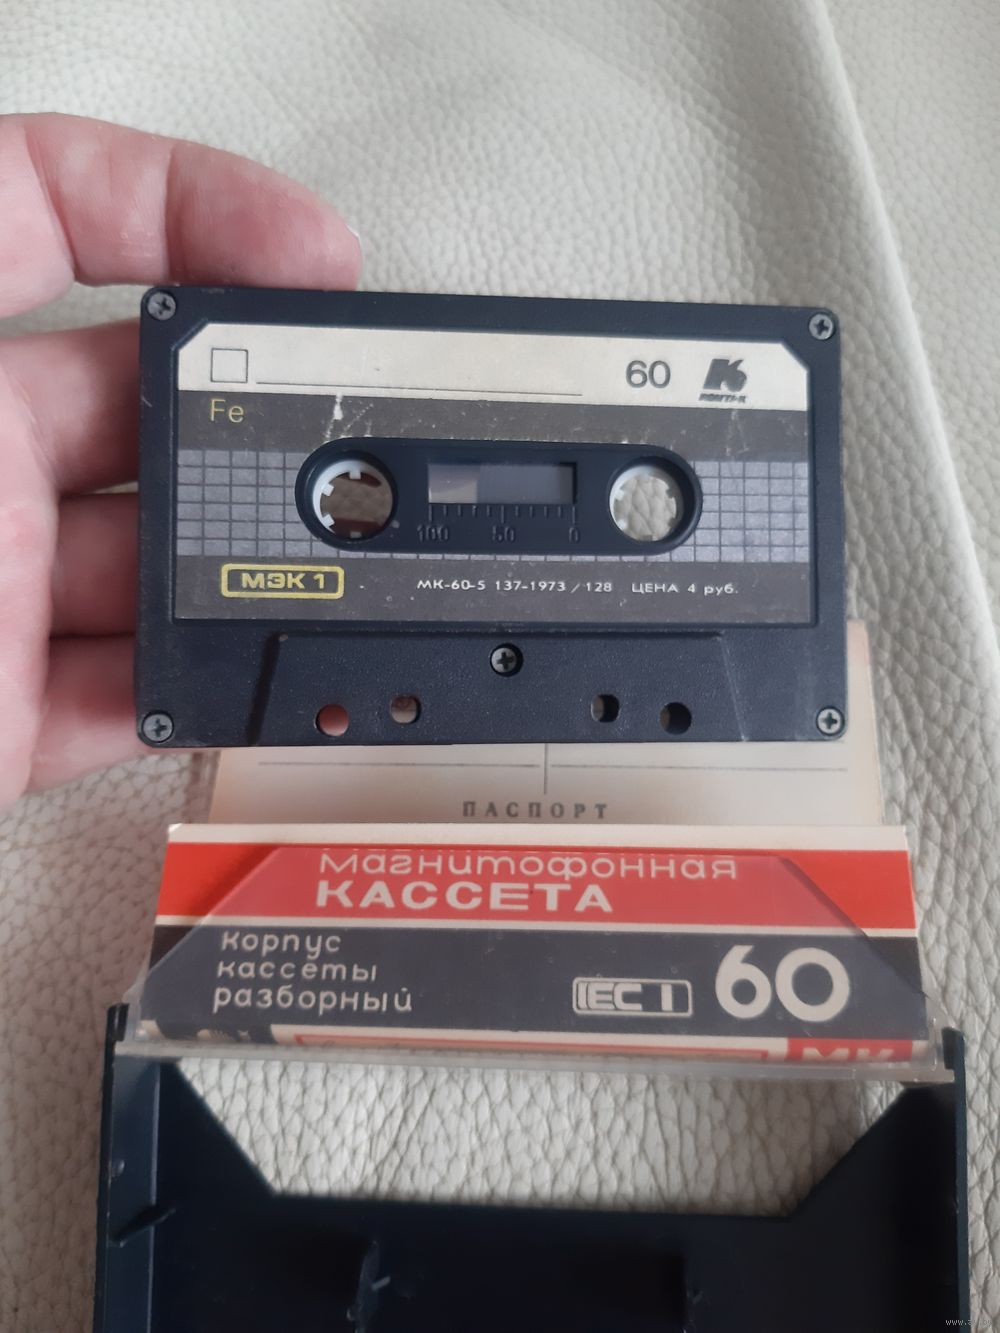 60
Fe
100 50 0
МЭК 1
МК-60-5 137-1973 / 128 ЦЕНА 4 руб.
ПАСПОРТ
Магнитофонная
КАССЕТА
Корпус
кассеты
разборный
IEC I
60
МК